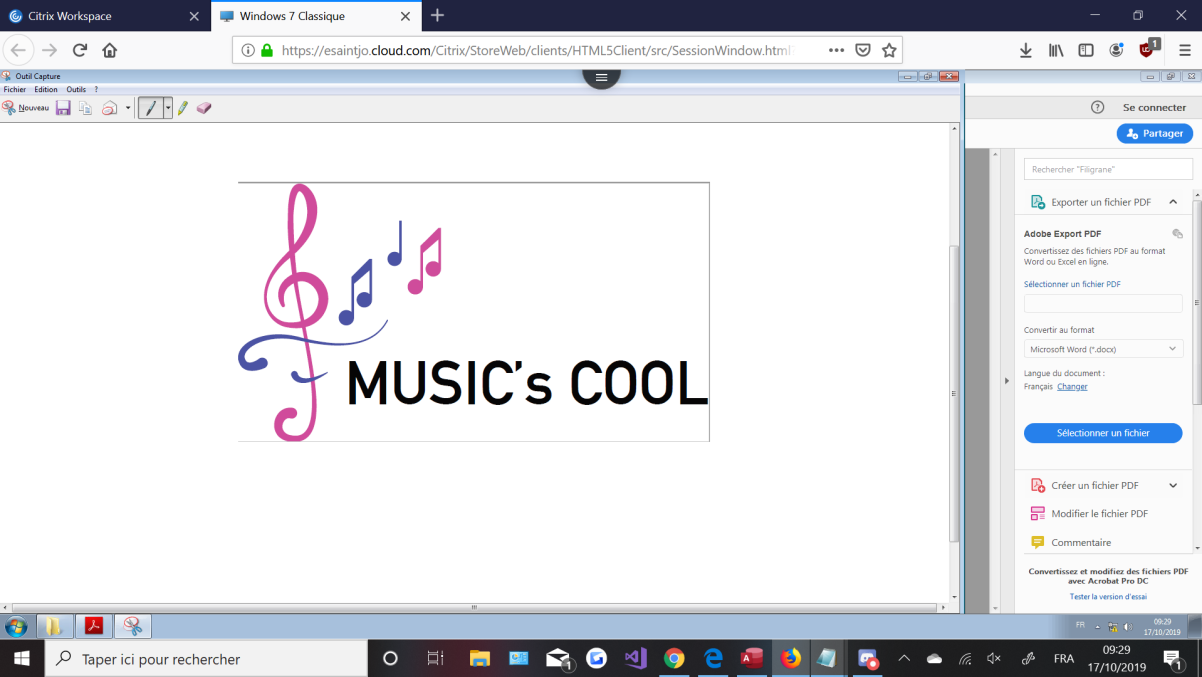 Citrix Workspace
Windows 7 Classique
https://esaintjo.cloud.com/Citrix/StoreWeb/clients/HTML5Client/src/SessionWindow.html
1
Outil Capture
Fichier Edition Outils ?
Nouveau
Se connecter
Partager
Rechercher "Filigrane"
Exporter un fichier PDF
Adobe Export PDF
Convertissez des fichiers PDF au format
Word ou Excel en ligne.
Sélectionner un fichier PDF
Convertir au format
Microsoft Word (*.docx)
Langue du document :
Français Changer
Sélectionner un fichier
Créer un fichier PDF
Modifier le fichier PDF
Commentaire
Convertissez et modifiez des fichiers PDF
avec Acrobat Pro DC
Tester la version d'essai
MUSIC's COOL
FR
09:29
17/10/2019
Taper ici pour rechercher
1
FRA
09:29
17/10/2019
1